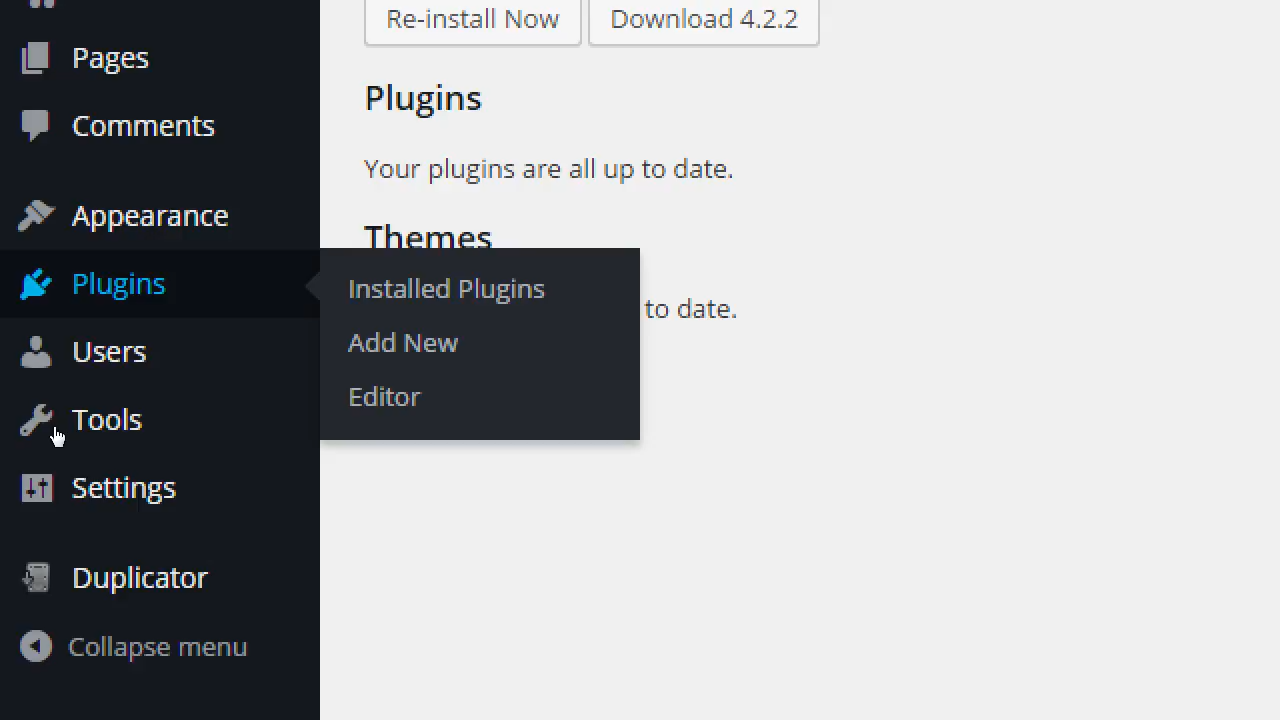 Re-install Now
Download 4.2.2
Pages
Comments
Appearance
Plugins
Users
Tools
Settings
Duplicator
Collapse menu
Plugins
Your plugins are all up to date.
Themes
to date.
Installed Plugins
Add New
Editor